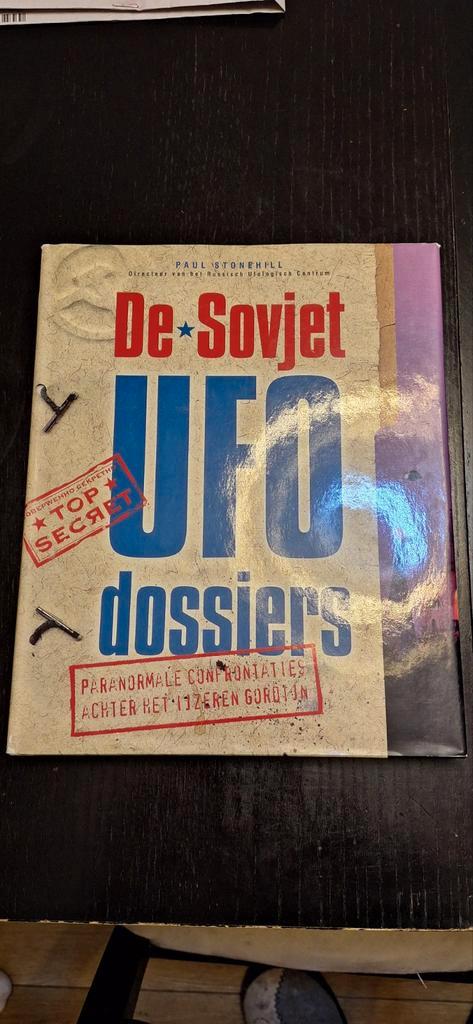 PAUL STONEHILL
Directeur van het Russisch Ufologisch Centrum
De★Sovjet
UFO
TOP
SECRET
dossiers
PARANORMALE CONFRONTATIES
ACHTER HET IJZEREN GORDIJN